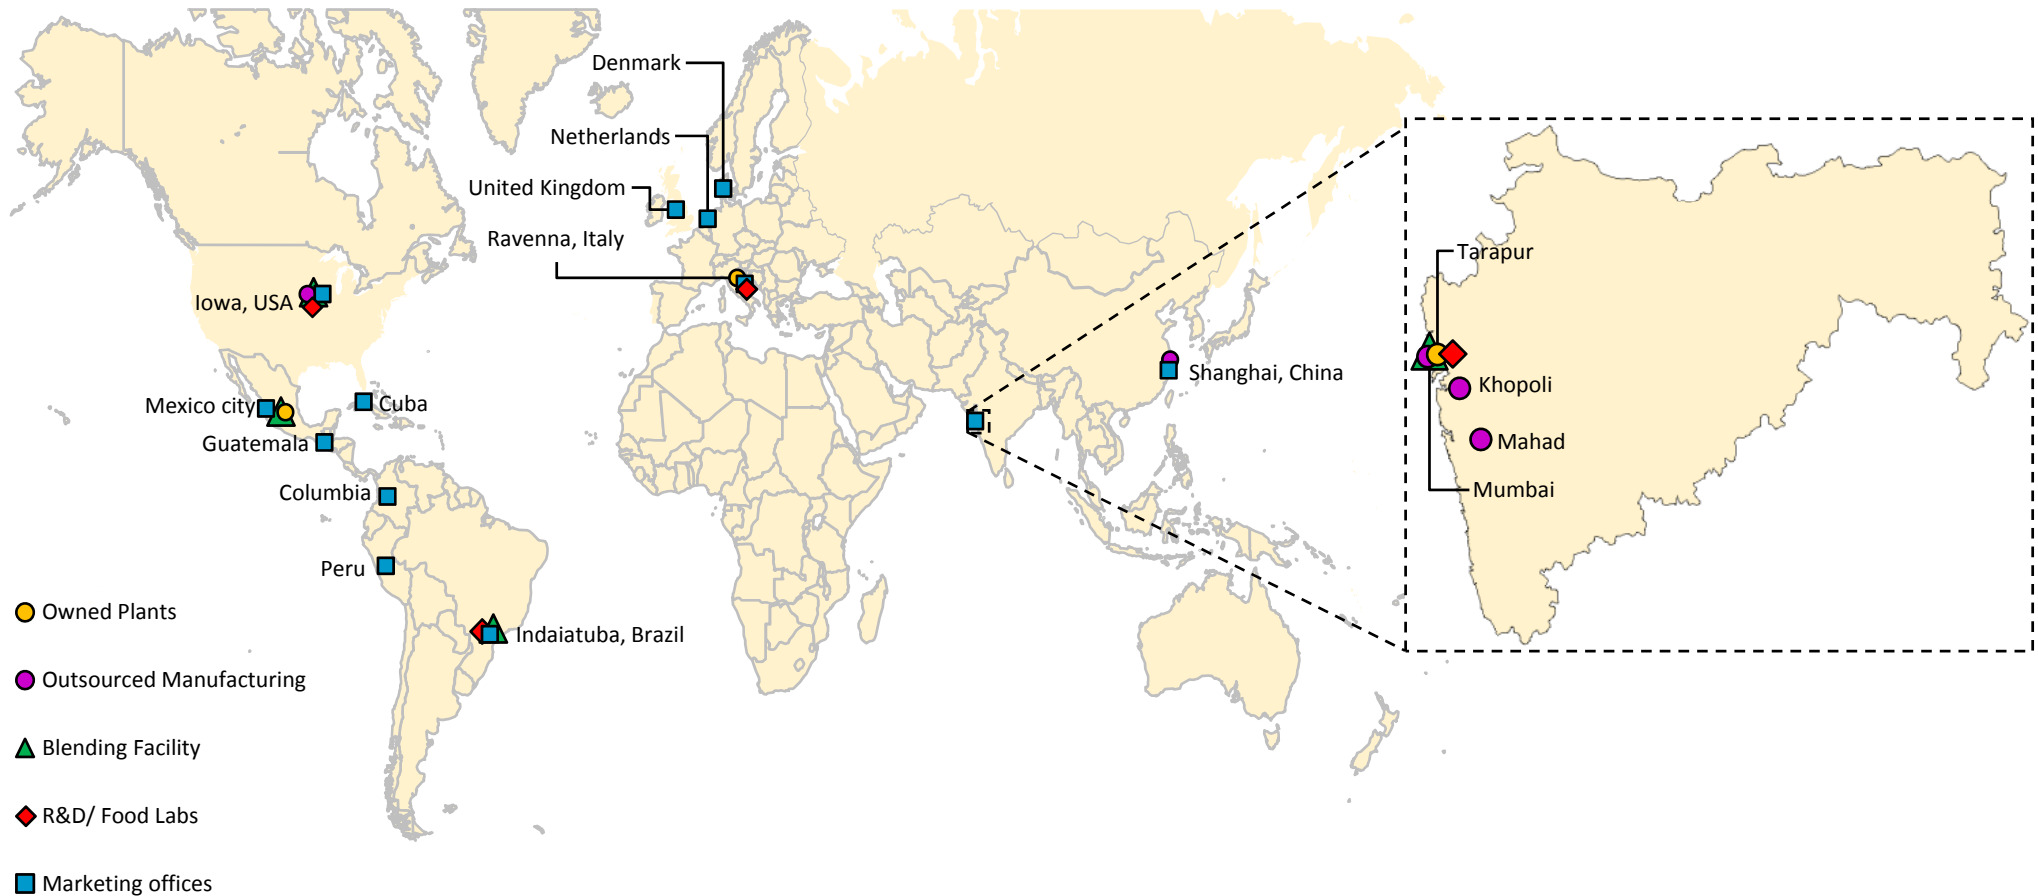 Denmark
Netherlands
United Kingdom
Ravenna, Italy
Iowa, USA
Mexico city
Cuba
Guatemala
Columbia
Peru
Indaiatuba, Brazil
Shanghai, China
Tarapur
Khopoli
Mahad
Mumbai
Owned Plants
Outsourced Manufacturing
Blending Facility
R&D/ Food Labs
Marketing offices